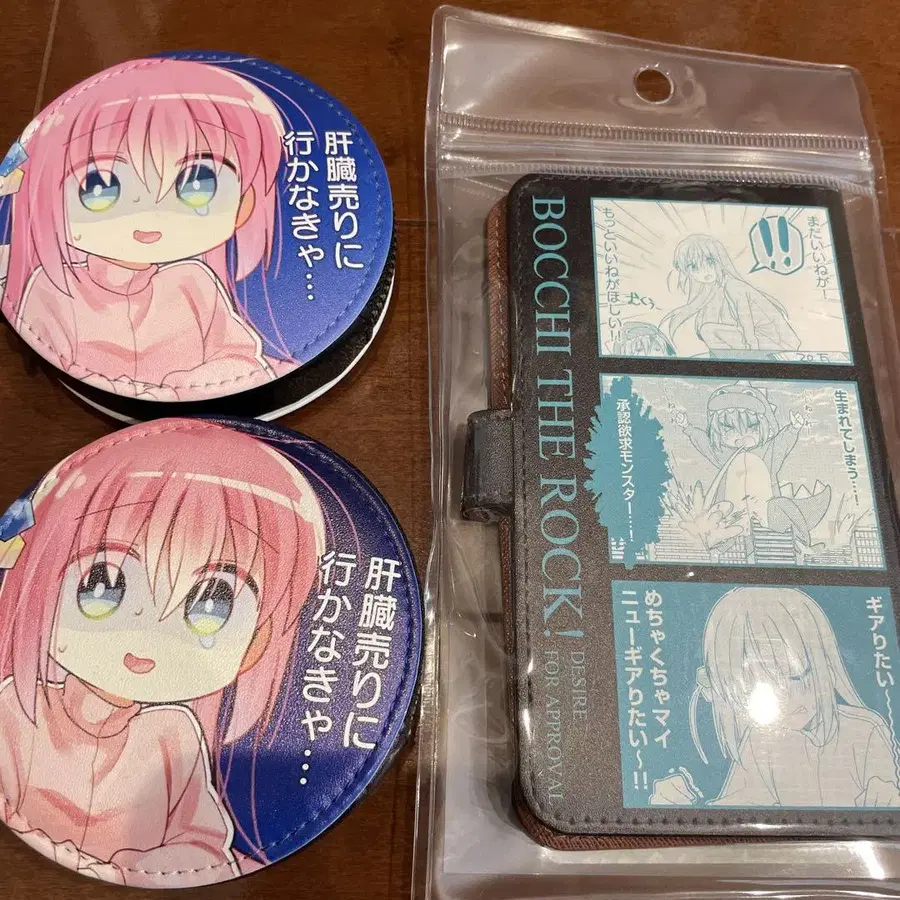 肝臓売りに
行かなきゃ…
肝臓売りに
行かなきゃ…
BOCCHI THE ROCK!
DESIRE
FOR APPROVAL
またいいねが!
!!
もっといいねがほしい!!
生まれてしまう…!
承認欲求モンスター…!
ギアりたい～～
めちゃくちゃマイ
ニューギアりたい～!!